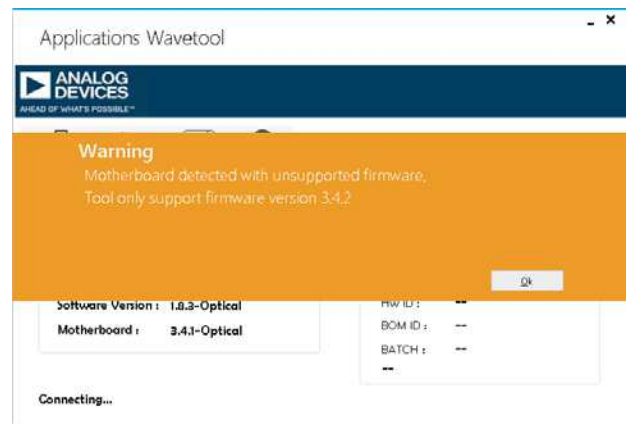 Applications Wavetool
ANALOG
DEVICES
AHEAD OF WHAT'S POSSIBLE™
Warning
Motherboard detected with unsupported firmware,
Tool only support firmware version 3.4.2
Ok
Software Version : 1.8.3-Optical
HW ID : --
Motherboard : 3.4.1-Optical
BOM ID : --
BATCH : --
--
Connecting...